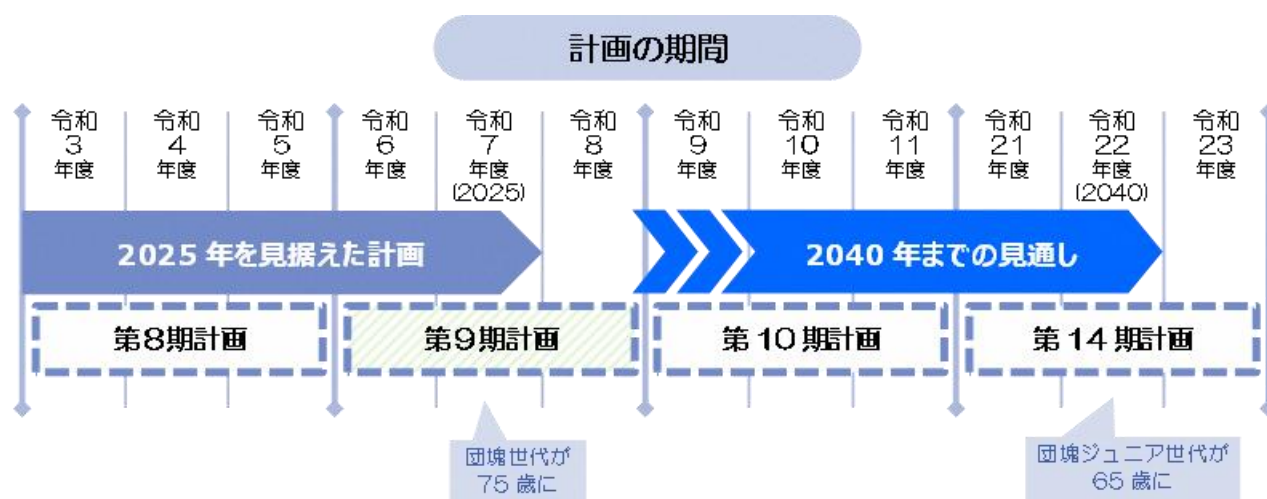 計画の期間
令和
3
年度
令和
4
年度
令和
5
年度
令和
6
年度
令和
7
年度
(2025)
令和
8
年度
令和
9
年度
令和
10
年度
令和
11
年度
令和
21
年度
令和
22
年度
(2040)
令和
23
年度
2025 年を見据えた計画
2040 年までの見通し
第8期計画
第9期計画
第 10 期計画
第 14 期計画
団塊世代が
75 歳に
団塊ジュニア世代が
65 歳に